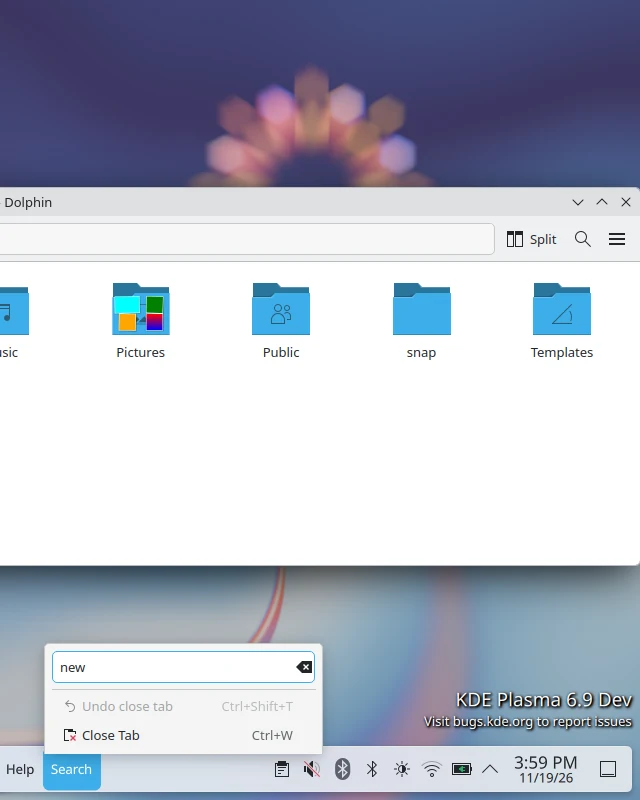 Dolphin
Split
usic
Pictures
Public
snap
Templates
new
Undo close tab Ctrl+Shift+T
Close Tab Ctrl+W
KDE Plasma 6.9 Dev
Visit bugs.kde.org to report issues
Help
Search
3:59 PM
11/19/26